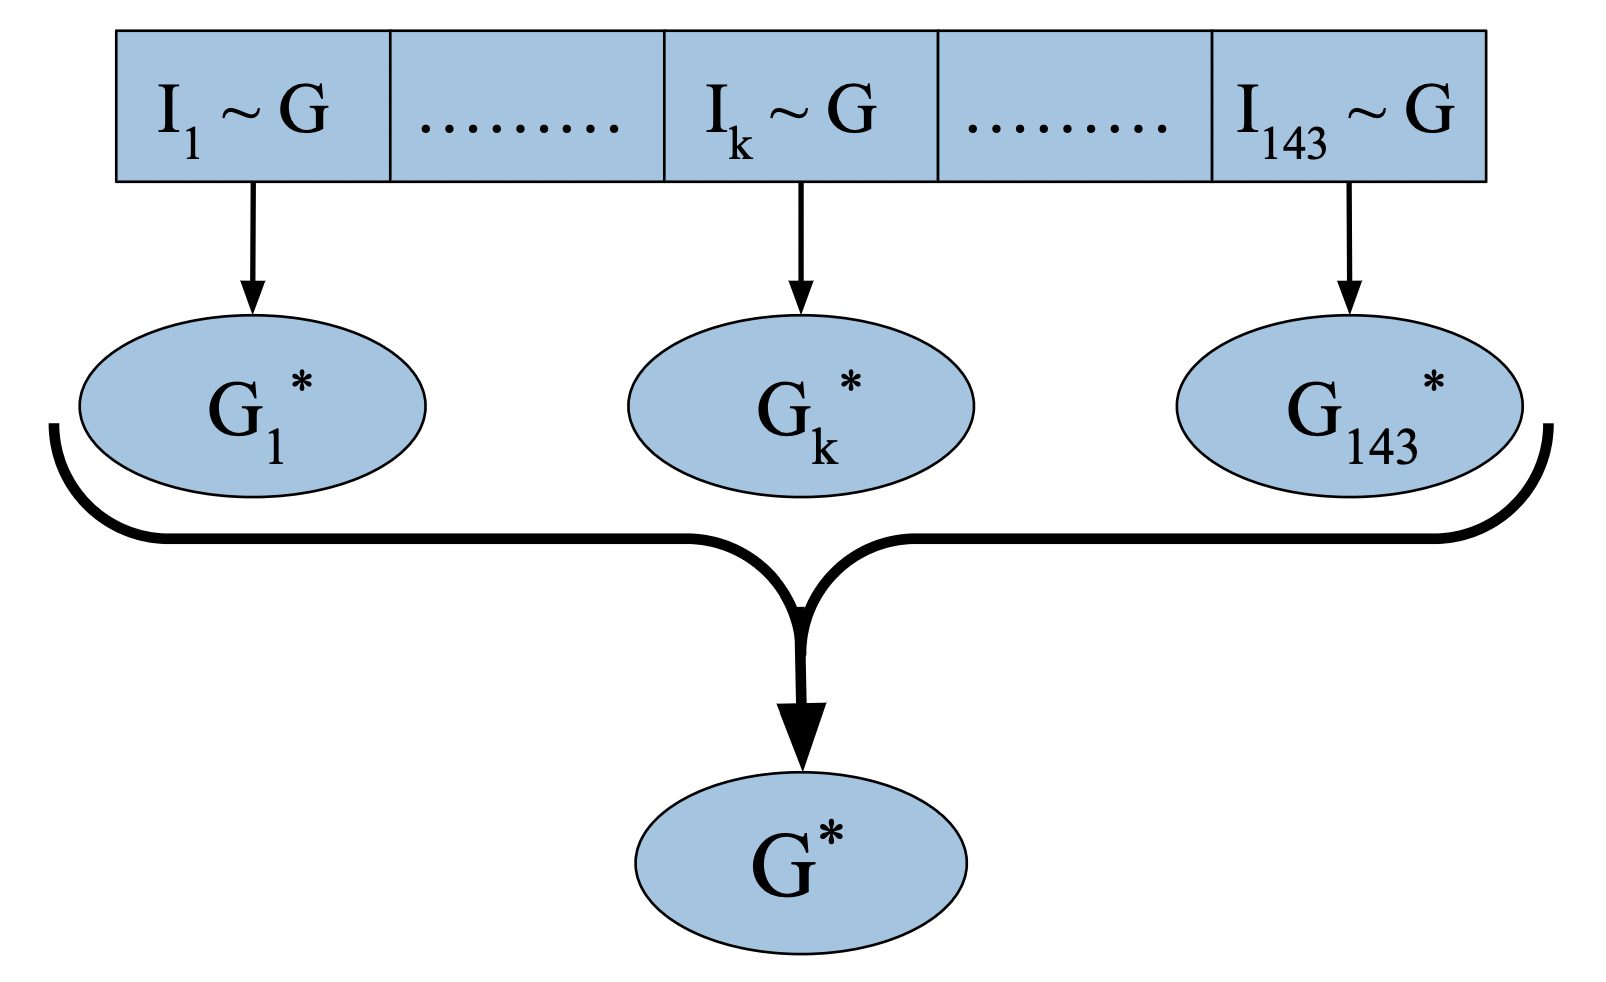 I₁ ~ G ......... Iₖ ~ G ......... I₁₄₃ ~ G
G₁* Gₖ* G₁₄₃*
G*